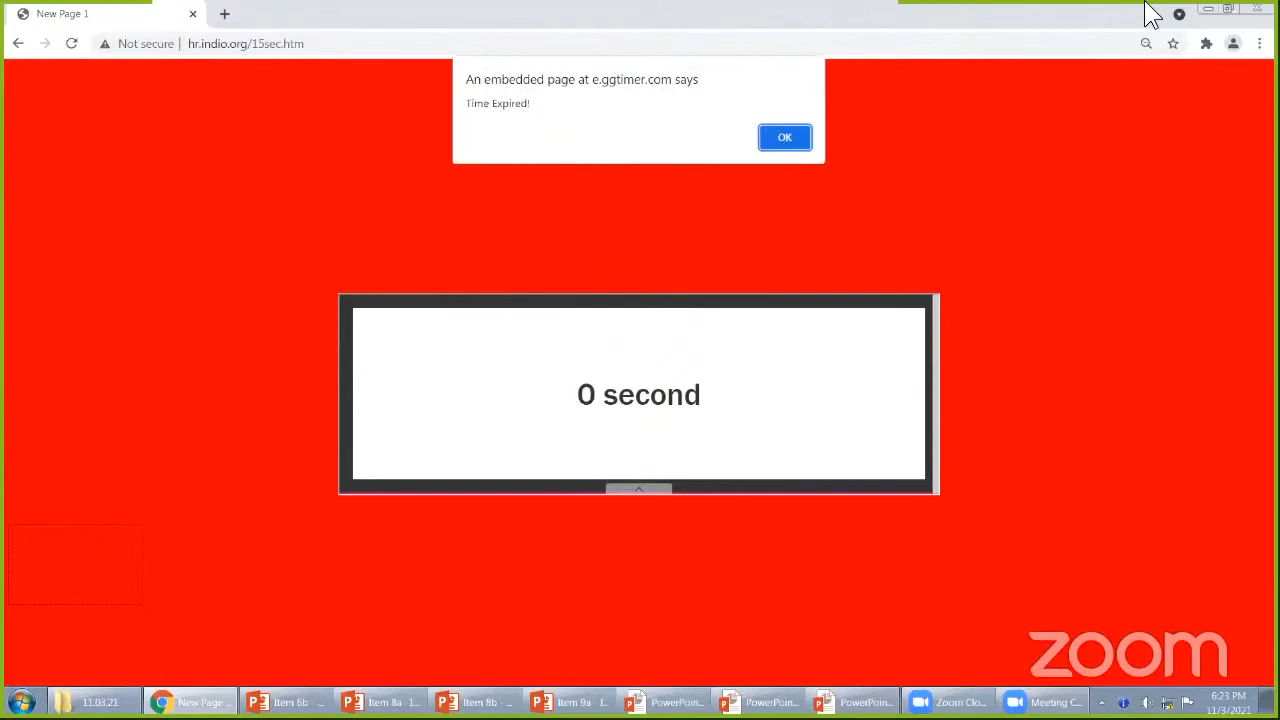 New Page 1
Not secure
hr.indio.org/15sec.htm
An embedded page at e.ggtimer.com says
Time Expired!
OK
0 second
zoom
11.03.21
New Page ...
Item 6b - ...
Item 8a - 1...
Item 8b - ...
Item 9a - I...
PowerPoin...
PowerPoin...
PowerPoin...
Zoom Clo...
Meeting C...
6:23 PM
11/3/2021